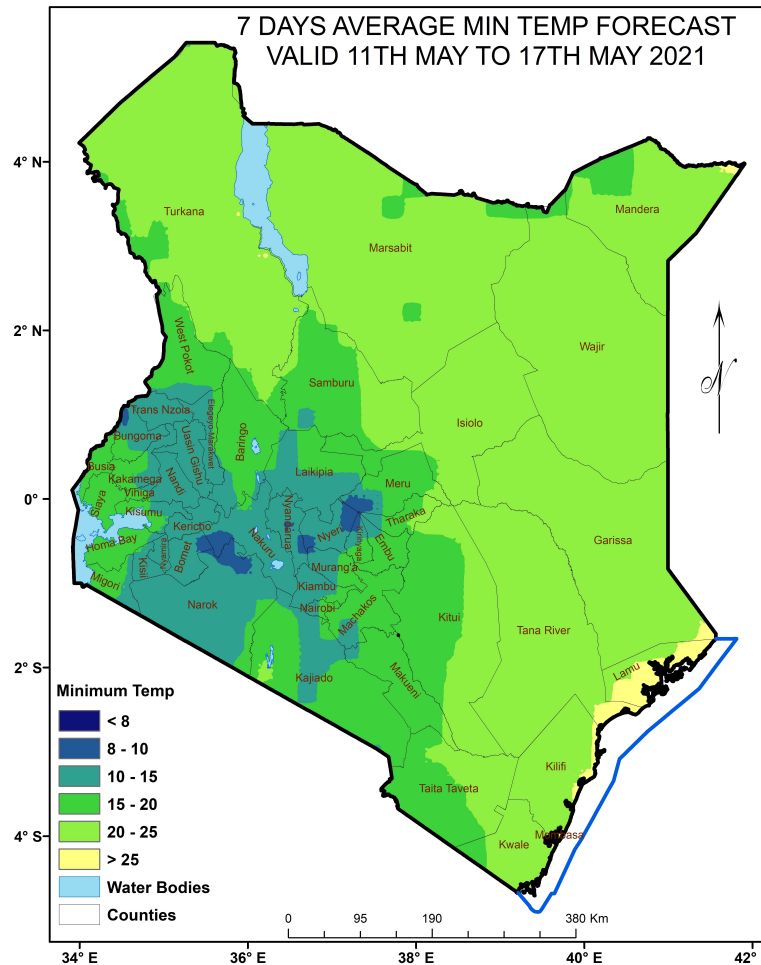 7 DAYS AVERAGE MIN TEMP FORECAST
VALID 11TH MAY TO 17TH MAY 2021
4° N
2° N
0°
2° S
4° S
Turkana
Marsabit
Mandera
Wajir
West Pokot
Samburu
Isiolo
Trans Nzoia
Elegeyo-Marakwet
Bungoma
Uasin Gishu
Baringo
Busia
Kakamega
Nandi
Laikipia
Meru
Vihiga
Siaya
Kisumu
Kericho
Nyandarua
Tharaka
Garissa
Homa Bay
Nyamira
Nakuru
Nyeri
Kirinyaga
Embu
Kisii
Bomet
Murang'a
Migori
Kiambu
Narok
Nairobi
Machakos
Kitui
Tana River
Kajiado
Makueni
Lamu
Kilifi
Taita Taveta
Mombasa
Kwale
N
Minimum Temp
< 8
8 - 10
10 - 15
15 - 20
20 - 25
> 25
Water Bodies
Counties
0 95 190 380 Km
34° E 36° E 38° E 40° E 42°